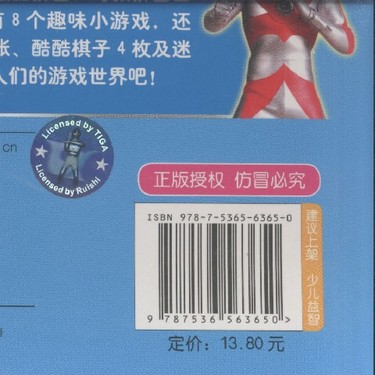 有 8 个趣味小游戏，还
张、酷酷棋子 4 枚及迷
人们的游戏世界吧！
cn
Licensed by TIGA
Licensed by Ruishi
正版授权 仿冒必究
ISBN 978-7-5365-6365-0
9 787536 563650 >
建议上架 少儿益智
定价：13.80 元